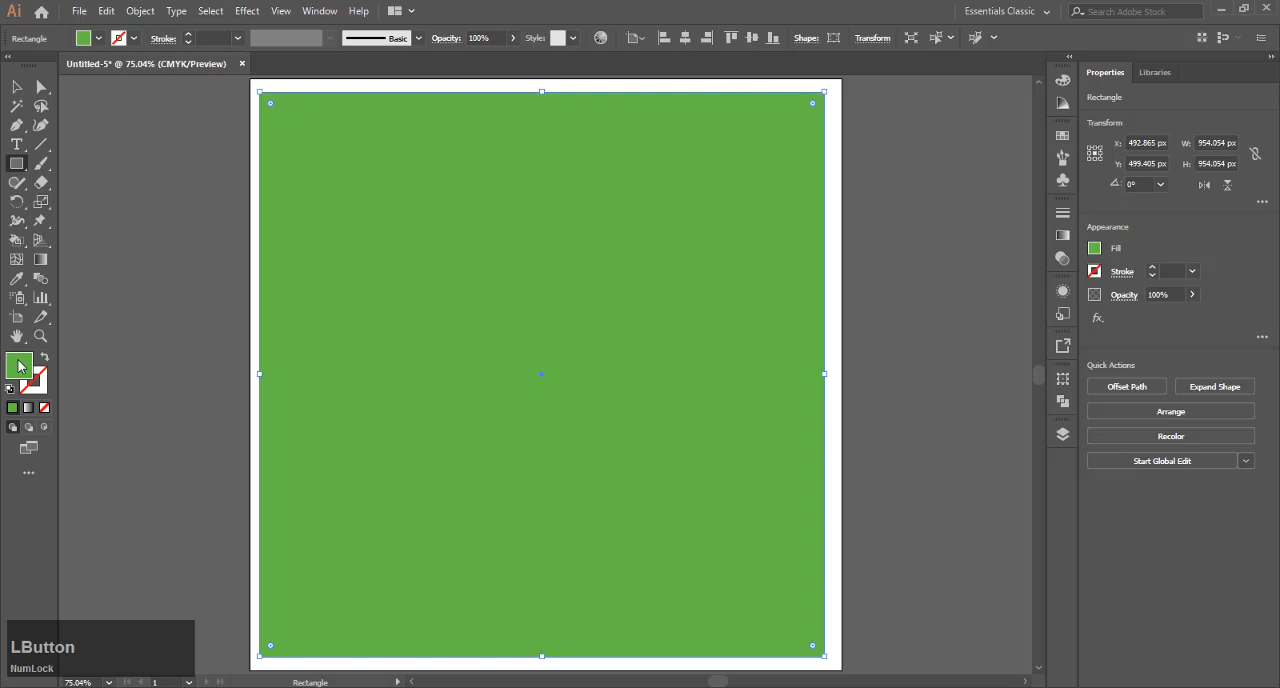 Ai File Edit Object Type Select Effect View Window Help Essentials Classic Search Adobe Stock
Rectangle Stroke: Basic Opacity: 100% Style: Shape: Transform
Untitled-5* @ 75.04% (CMYK/Preview) ×
Properties Libraries
Rectangle
Transform
X: 492.865 px W: 954.054 px
Y: 499.405 px H: 954.054 px
0°
Appearance
Fill
Stroke
Opacity 100%
fx.
Quick Actions
Offset Path Expand Shape
Arrange
Recolor
Start Global Edit
LButton
NumLock
75.04% 1 Rectangle